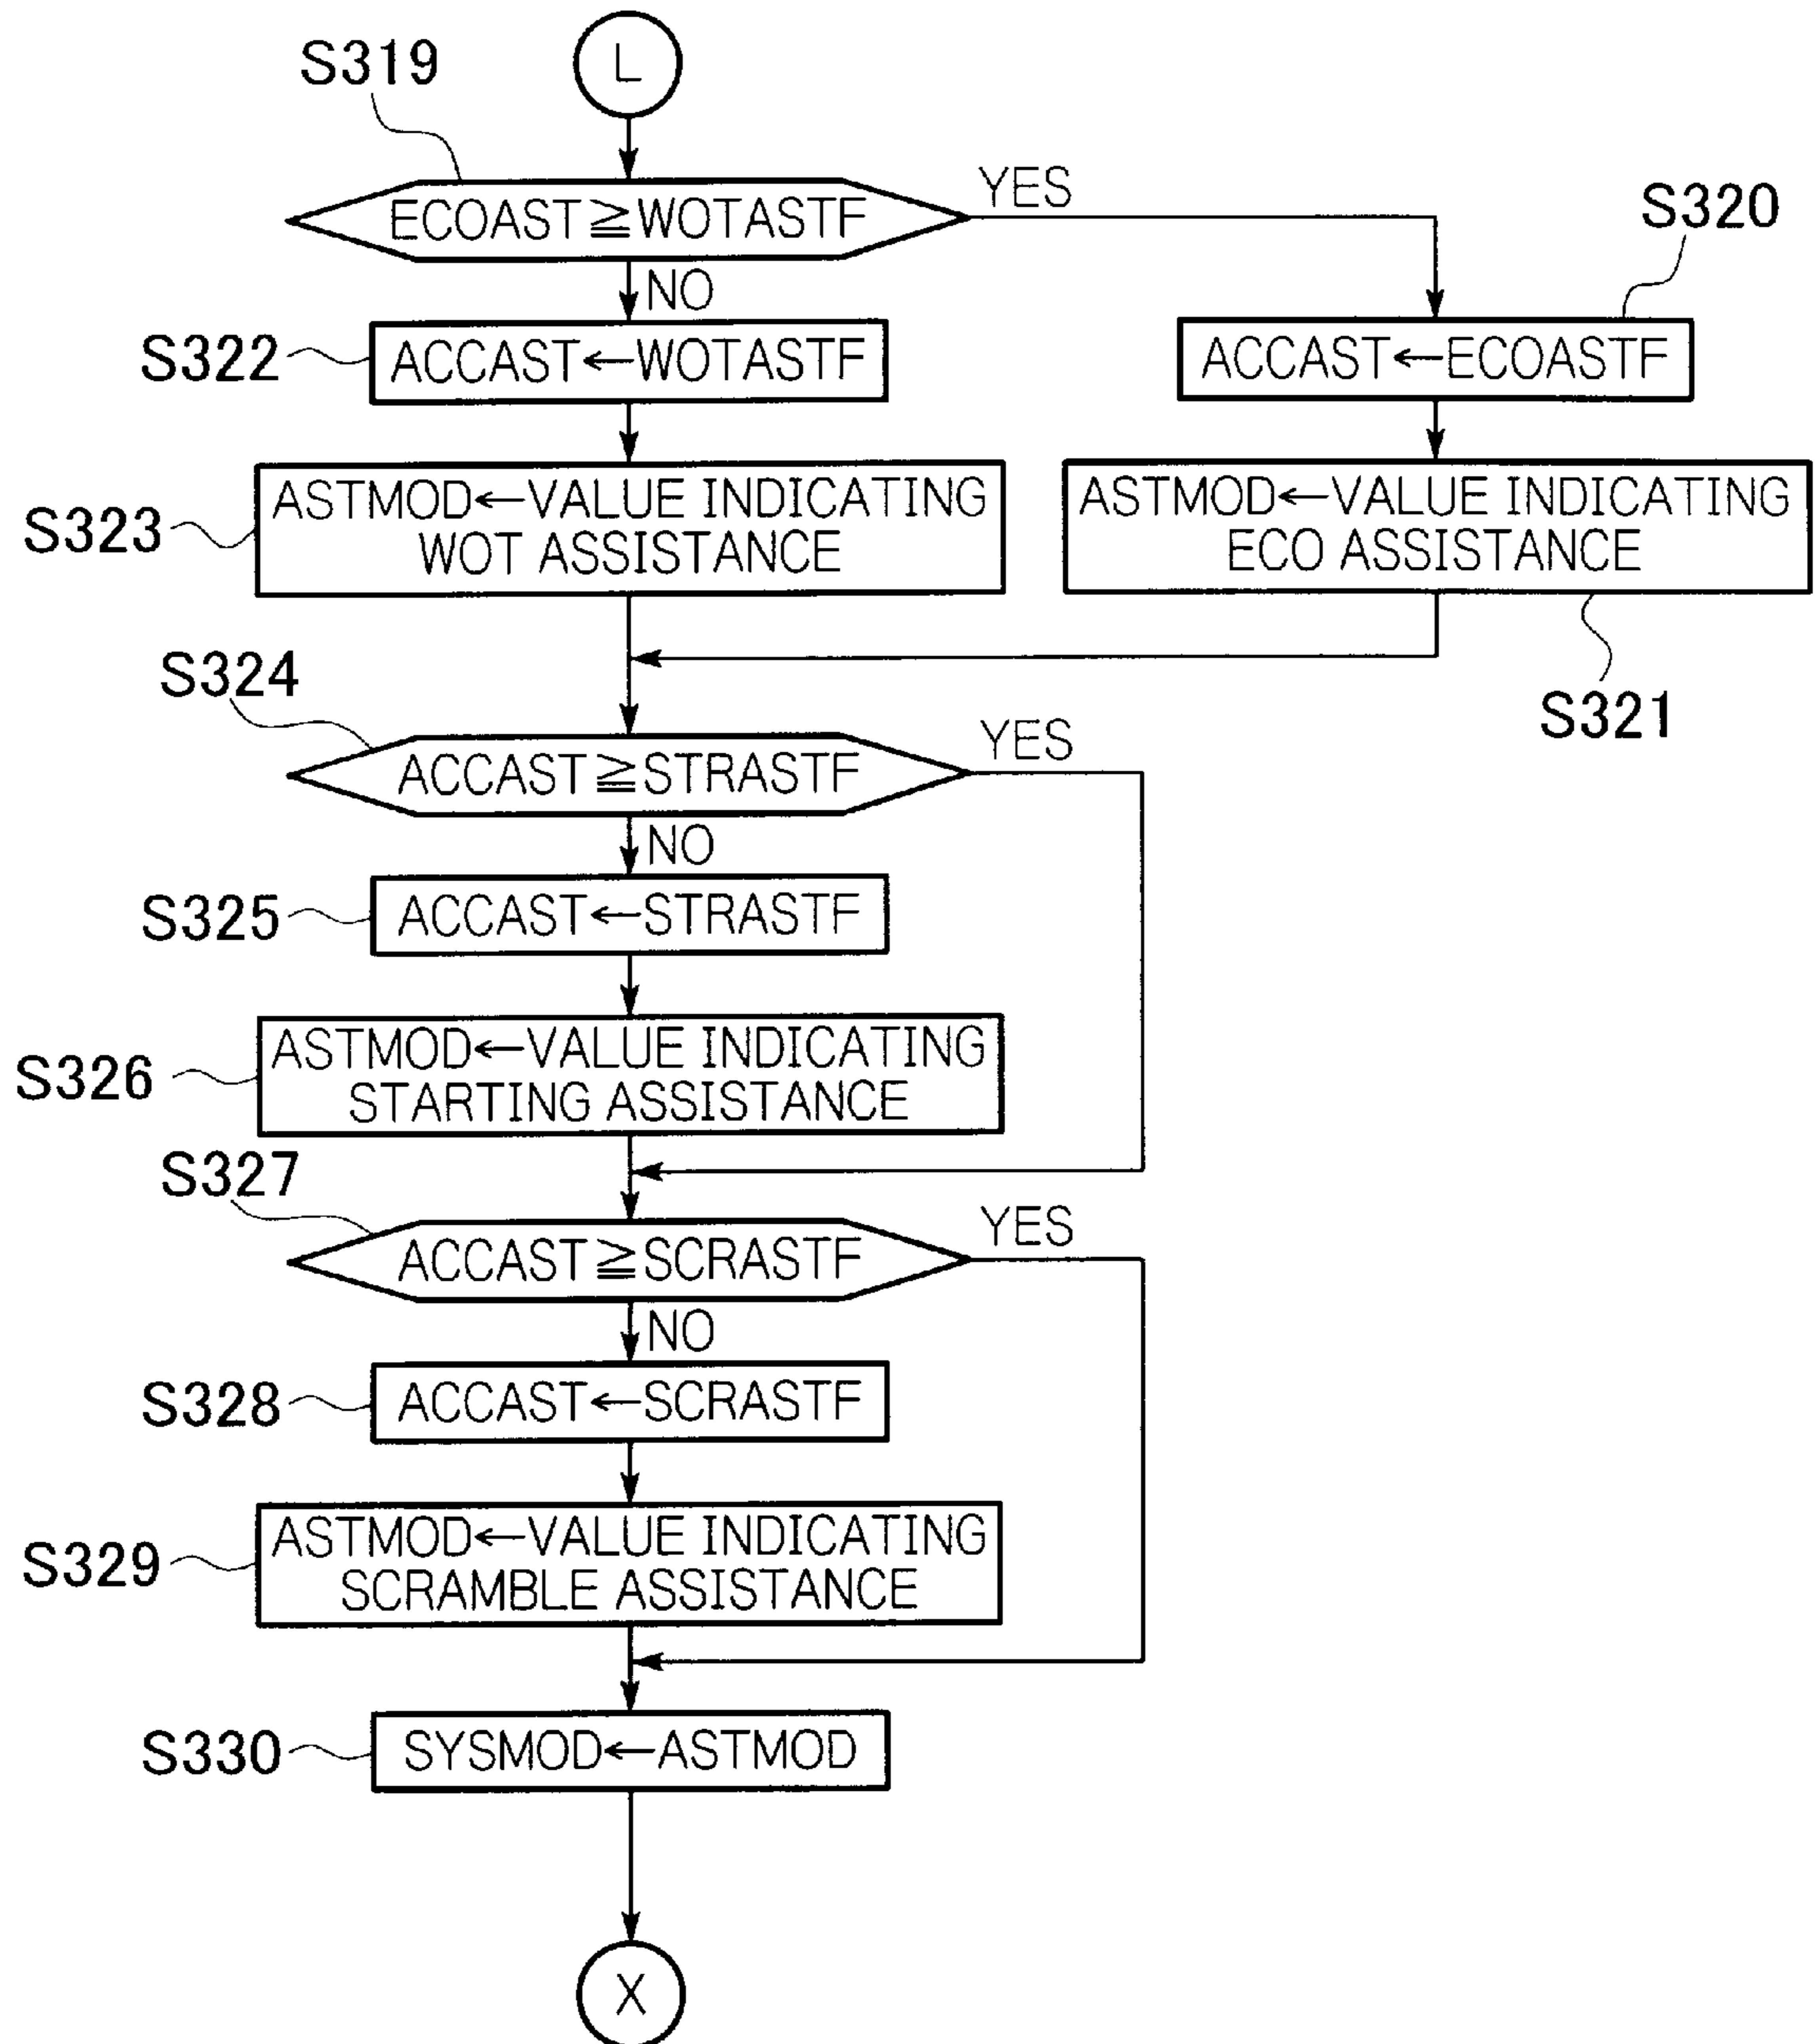 L
S319
ECOAST≧WOTASTF
YES
NO
S320
S322
ACCAST←WOTASTF
ACCAST←ECOASTF
S323
ASTMOD←VALUE INDICATING
WOT ASSISTANCE
ASTMOD←VALUE INDICATING
ECO ASSISTANCE
S321
S324
ACCAST≧STRASTF
YES
NO
S325
ACCAST←STRASTF
S326
ASTMOD←VALUE INDICATING
STARTING ASSISTANCE
S327
ACCAST≧SCRASTF
YES
NO
S328
ACCAST←SCRASTF
S329
ASTMOD←VALUE INDICATING
SCRAMBLE ASSISTANCE
S330
SYSMOD←ASTMOD
X